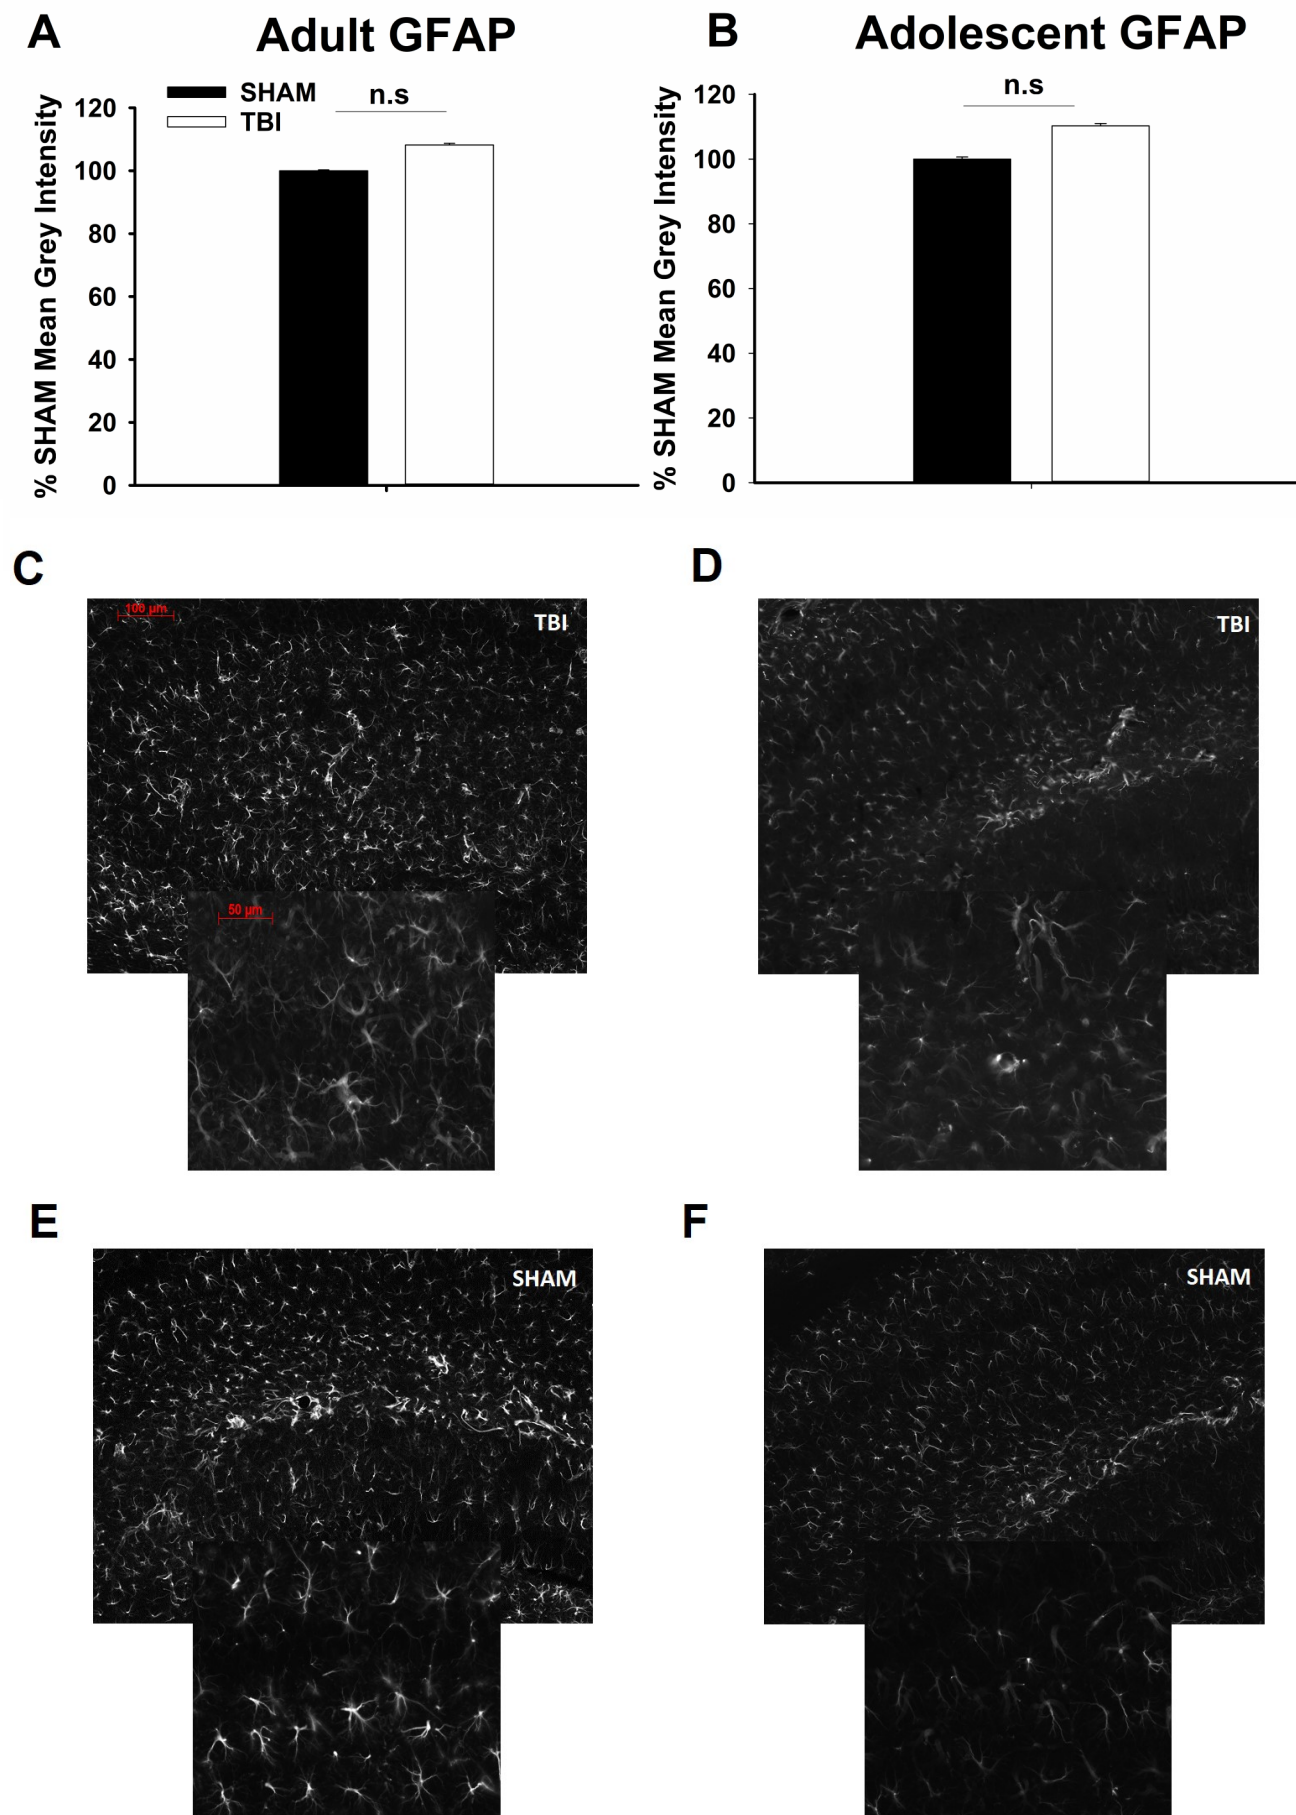 A
Adult GFAP
B
Adolescent GFAP
SHAM
TBI
n.s
n.s
% SHAM Mean Grey Intensity
120
100
80
60
40
20
0
% SHAM Mean Grey Intensity
120
100
80
60
40
20
0
C
D
100 µm
TBI
TBI
50 µm
E
F
SHAM
SHAM